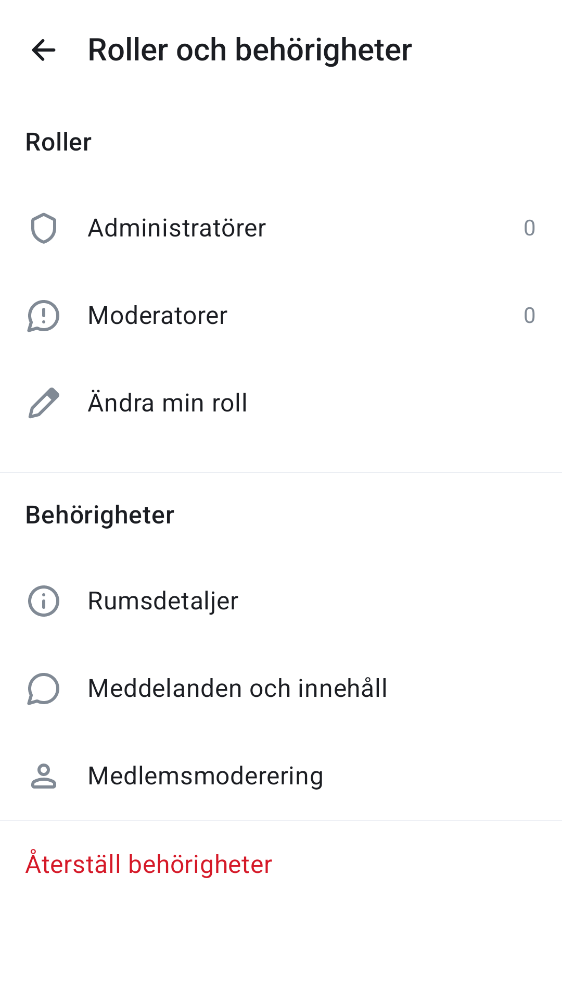 Roller och behörigheter
Roller
Administratörer 0
Moderatorer 0
Ändra min roll
Behörigheter
Rumsdetaljer
Meddelanden och innehåll
Medlemsmoderering
Återställ behörigheter